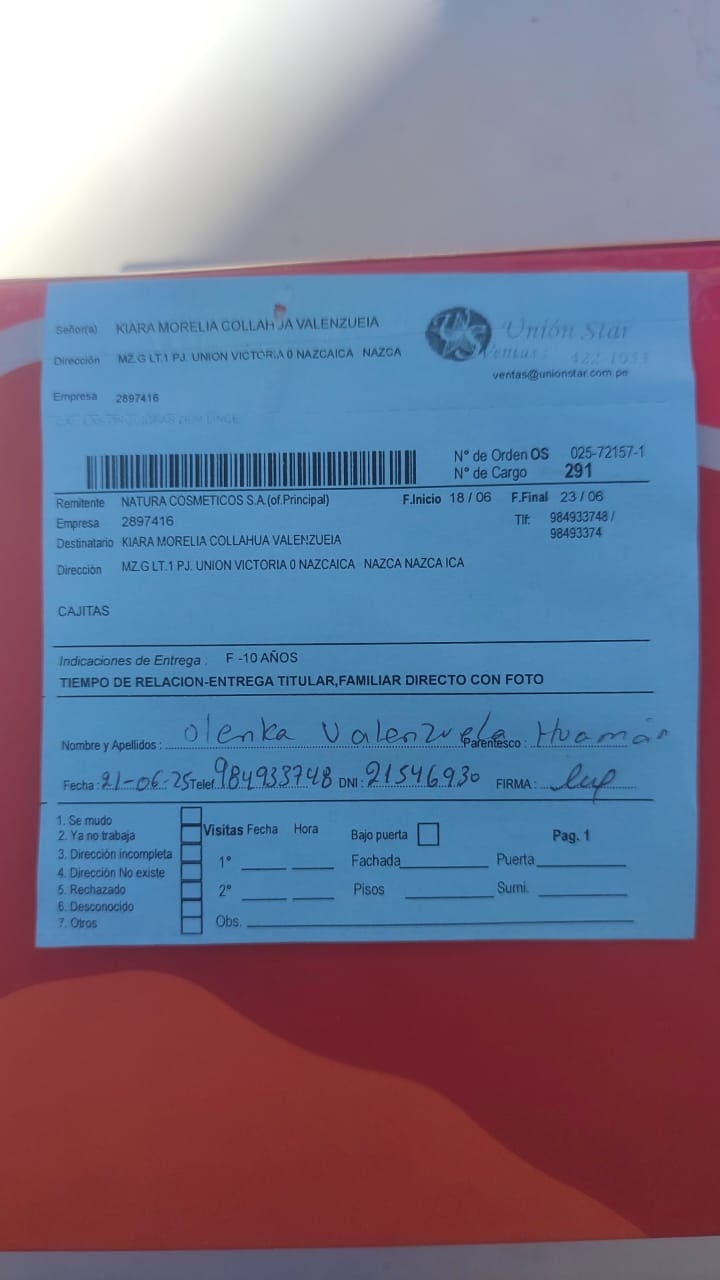 Señor(a) KIARA MORELIA COLLAHUA VALENZUEIA
Unión Star
Dirección MZ.G LT.1 PJ. UNION VICTORIA 0 NAZCAICA NAZCA
Ventas: 422-1053
ventas@unionstar.com.pe
Empresa 2897416
N° de Orden OS 025-72157-1
N° de Cargo 291
Remitente NATURA COSMETICOS S.A.(of.Principal) F.Inicio 18 / 06 F.Final 23 / 06
Empresa 2897416 Tlf: 984933748 /
98493374
Destinatario KIARA MORELIA COLLAHUA VALENZUEIA
Dirección MZ.G LT.1 PJ. UNION VICTORIA 0 NAZCAICA NAZCA NAZCA ICA
CAJITAS
Indicaciones de Entrega : F -10 AÑOS
TIEMPO DE RELACION-ENTREGA TITULAR,FAMILIAR DIRECTO CON FOTO
Nombre y Apellidos : Olenka Valenzuela Parentesco : Huamán
Fecha : 21-06-25 Telef. 984933748 DNI : 21546930 FIRMA :
1. Se mudo
2. Ya no trabaja
3. Dirección incompleta
4. Dirección No existe
5. Rechazado
6. Desconocido
7. Otros
Visitas Fecha Hora Bajo puerta Pag. 1
1° Fachada Puerta
2° Pisos Sumi.
Obs.